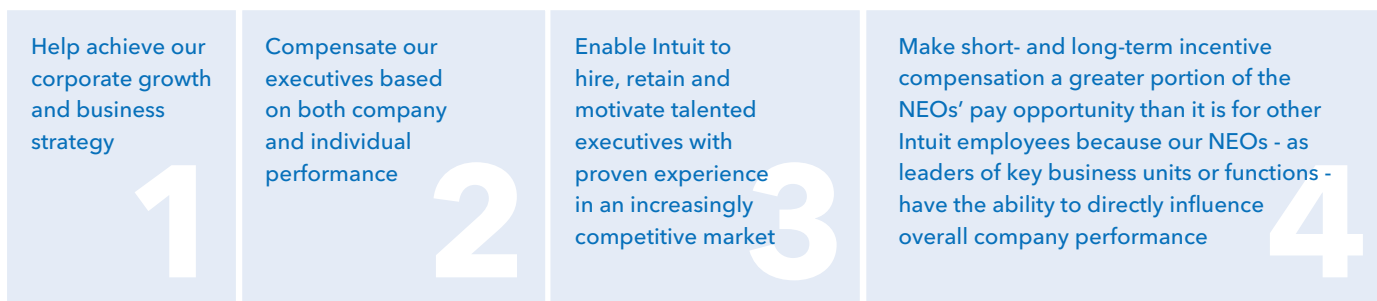 Help achieve our
corporate growth
and business
strategy
1
Compensate our
executives based
on both company
and individual
performance
2
Enable Intuit to
hire, retain and
motivate talented
executives with
proven experience
in an increasingly
competitive market
3
Make short- and long-term incentive
compensation a greater portion of the
NEOs’ pay opportunity than it is for other
Intuit employees because our NEOs - as
leaders of key business units or functions -
have the ability to directly influence
overall company performance
4